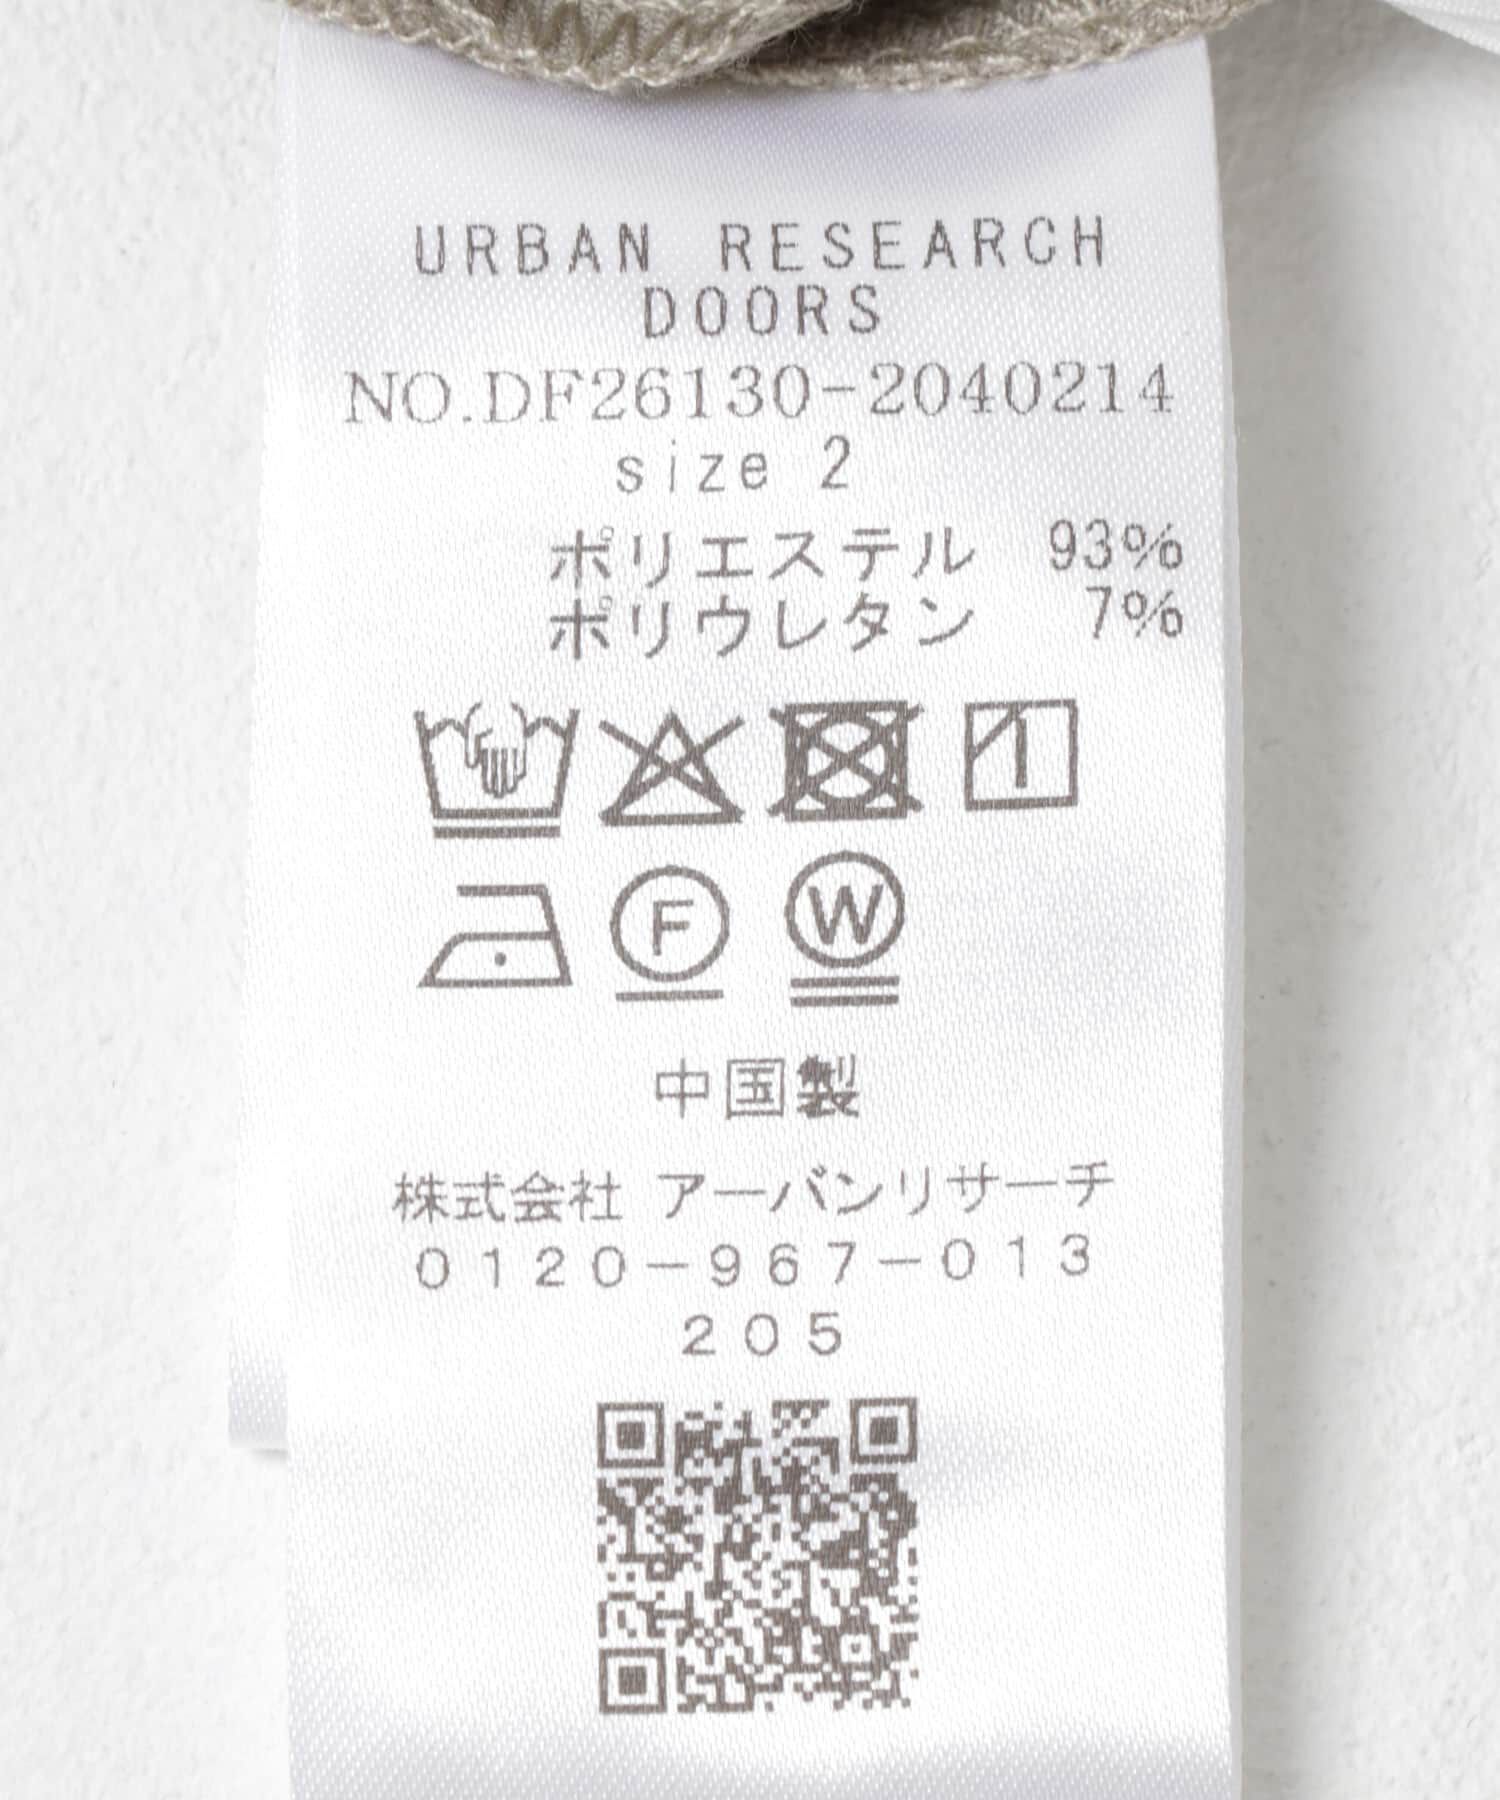 URBAN RESEARCH
DOORS
NO.DF26130-2040214
size 2
ポリエステル 93%
ポリウレタン 7%
F W
中国製
株式会社 アーバンリサーチ
0120-967-013
205